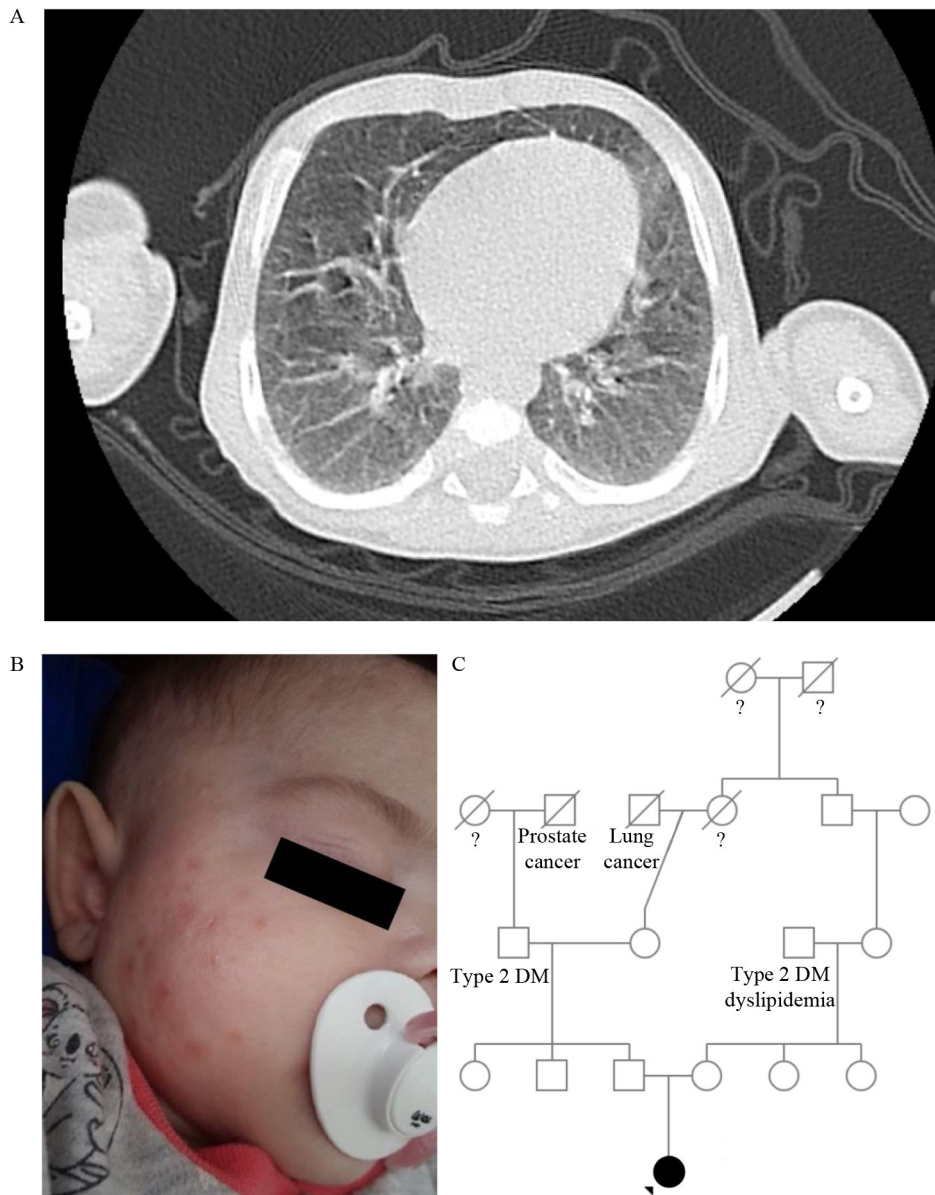 A
B
C
?
?
?
Prostate
cancer
Lung
cancer
?
Type 2 DM
Type 2 DM
dyslipidemia